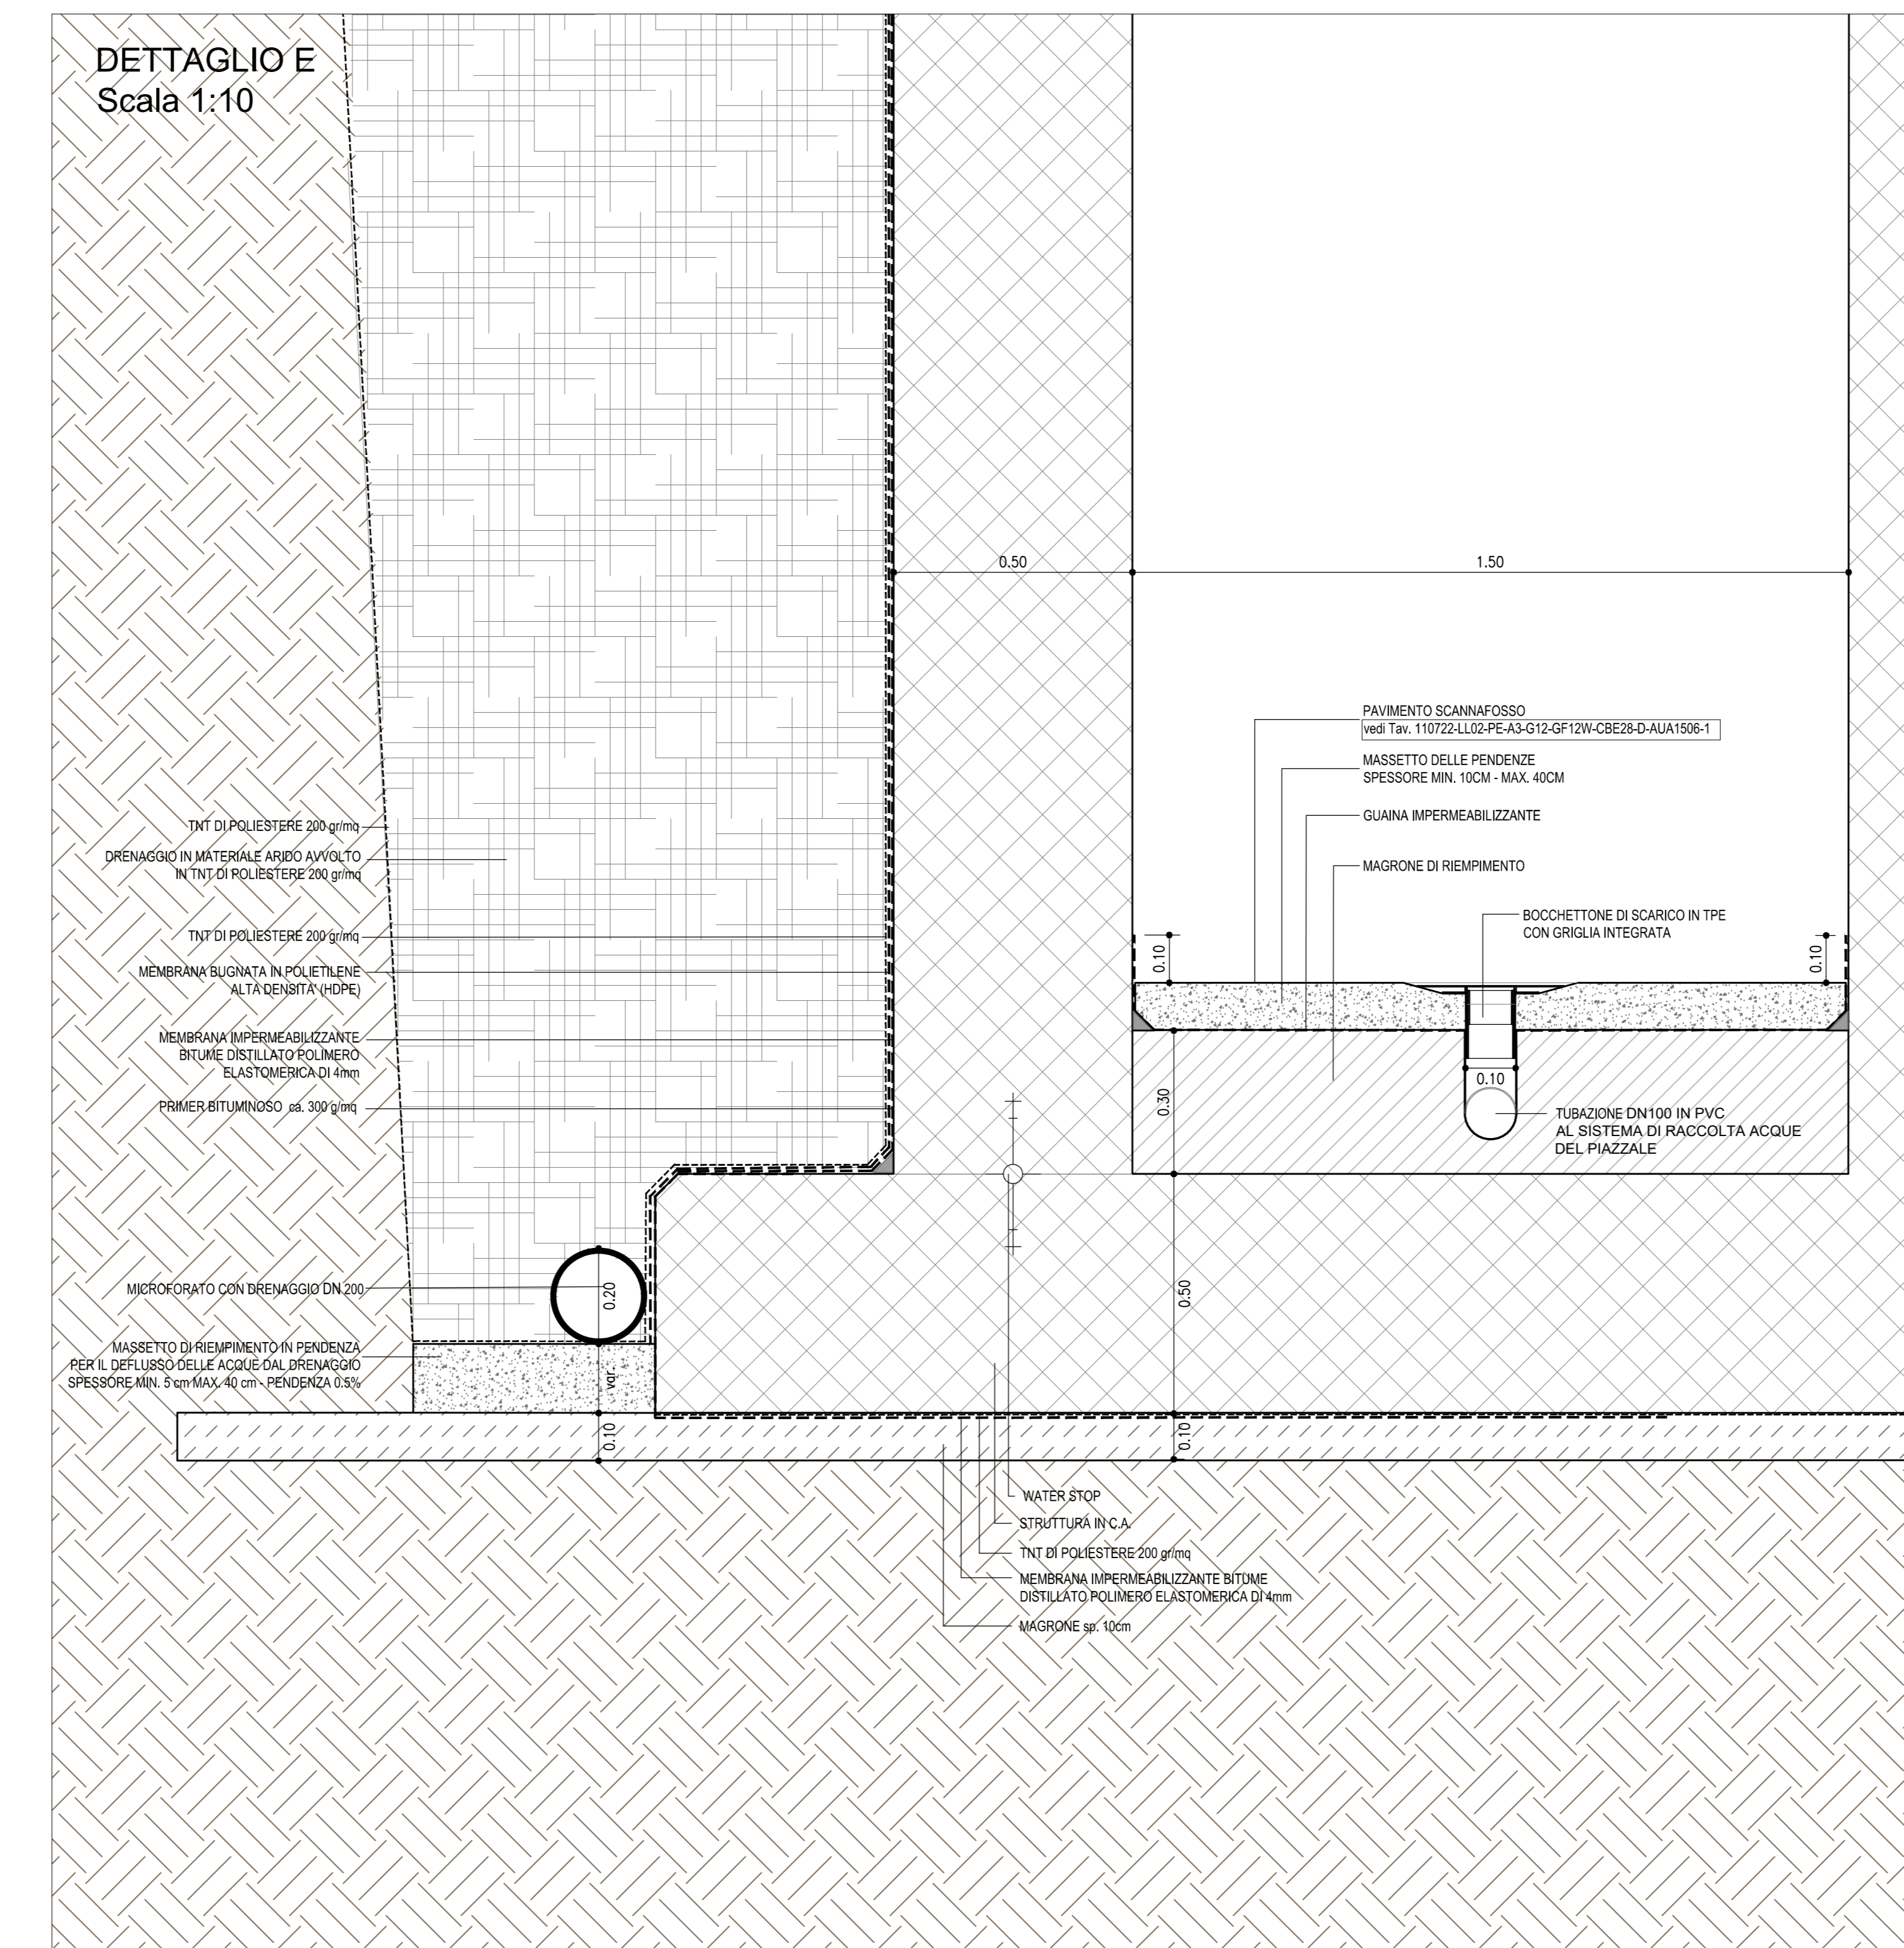 DETTAGLIO E
Scala 1:10
0.50
1.50
PAVIMENTO SCANNAFOSSO
vedi Tav. 110722-LL02-PE-A3-G12-GF12W-CBE28-D-AUA1506-1
MASSETTO DELLE PENDENZE
SPESSORE MIN. 10CM - MAX. 40CM
GUAINA IMPERMEABILIZZANTE
MAGRONE DI RIEMPIMENTO
BOCCHETTONE DI SCARICO IN TPE
CON GRIGLIA INTEGRATA
0.10
0.10
0.10
0.30
TUBAZIONE DN100 IN PVC
AL SISTEMA DI RACCOLTA ACQUE
DEL PIAZZALE
TNT DI POLIESTERE 200 gr/mq
DRENAGGIO IN MATERIALE ARIDO AVVOLTO
IN TNT DI POLIESTERE 200 gr/mq
TNT DI POLIESTERE 200 gr/mq
MEMBRANA BUGNATA IN POLIETILENE
ALTA DENSITA' (HDPE)
MEMBRANA IMPERMEABILIZZANTE
BITUME DISTILLATO POLIMERO
ELASTOMERICA DI 4mm
PRIMER BITUMINOSO ca. 300 g/mq
MICROFORATO CON DRENAGGIO DN 200
MASSETTO DI RIEMPIMENTO IN PENDENZA
PER IL DEFLUSSO DELLE ACQUE DAL DRENAGGIO
SPESSORE MIN. 5 cm MAX. 40 cm - PENDENZA 0.5%
0.20
var.
0.10
0.50
0.10
WATER STOP
STRUTTURA IN C.A.
TNT DI POLIESTERE 200 gr/mq
MEMBRANA IMPERMEABILIZZANTE BITUME
DISTILLATO POLIMERO ELASTOMERICA DI 4mm
MAGRONE sp. 10cm